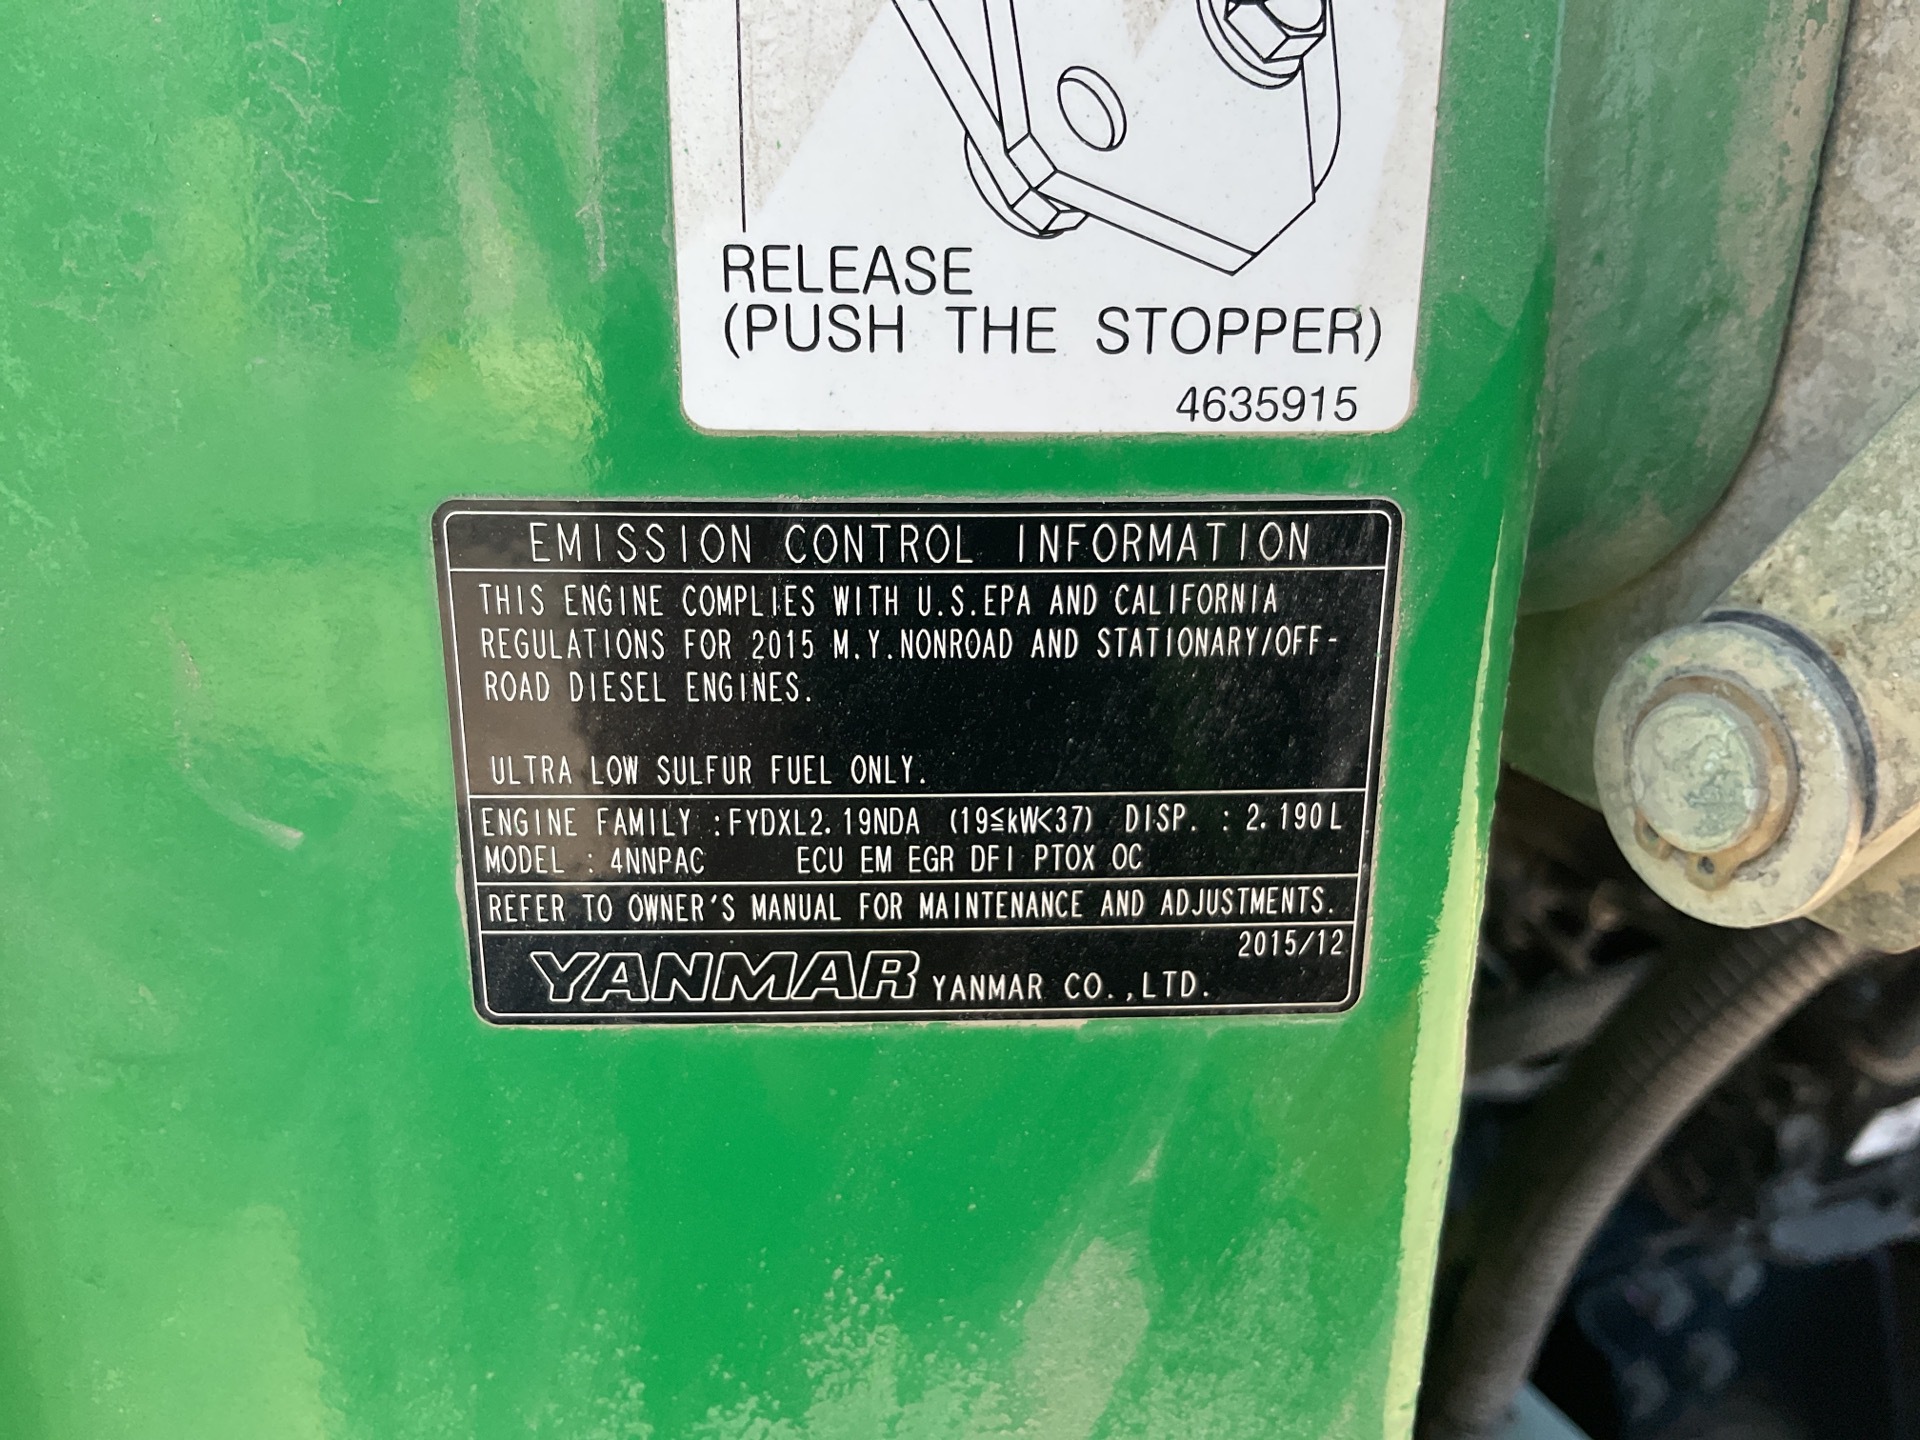 RELEASE
(PUSH THE STOPPER)
4635915
EMISSION CONTROL INFORMATION
THIS ENGINE COMPLIES WITH U.S.EPA AND CALIFORNIA
REGULATIONS FOR 2015 M.Y.NONROAD AND STATIONARY/OFF-
ROAD DIESEL ENGINES.
ULTRA LOW SULFUR FUEL ONLY.
ENGINE FAMILY :FYDXL2.19NDA (19≦kW<37) DISP. : 2.190L
MODEL : 4NNPAC ECU EM EGR DFI PTOX OC
REFER TO OWNER'S MANUAL FOR MAINTENANCE AND ADJUSTMENTS.
2015/12
YANMAR YANMAR CO.,LTD.